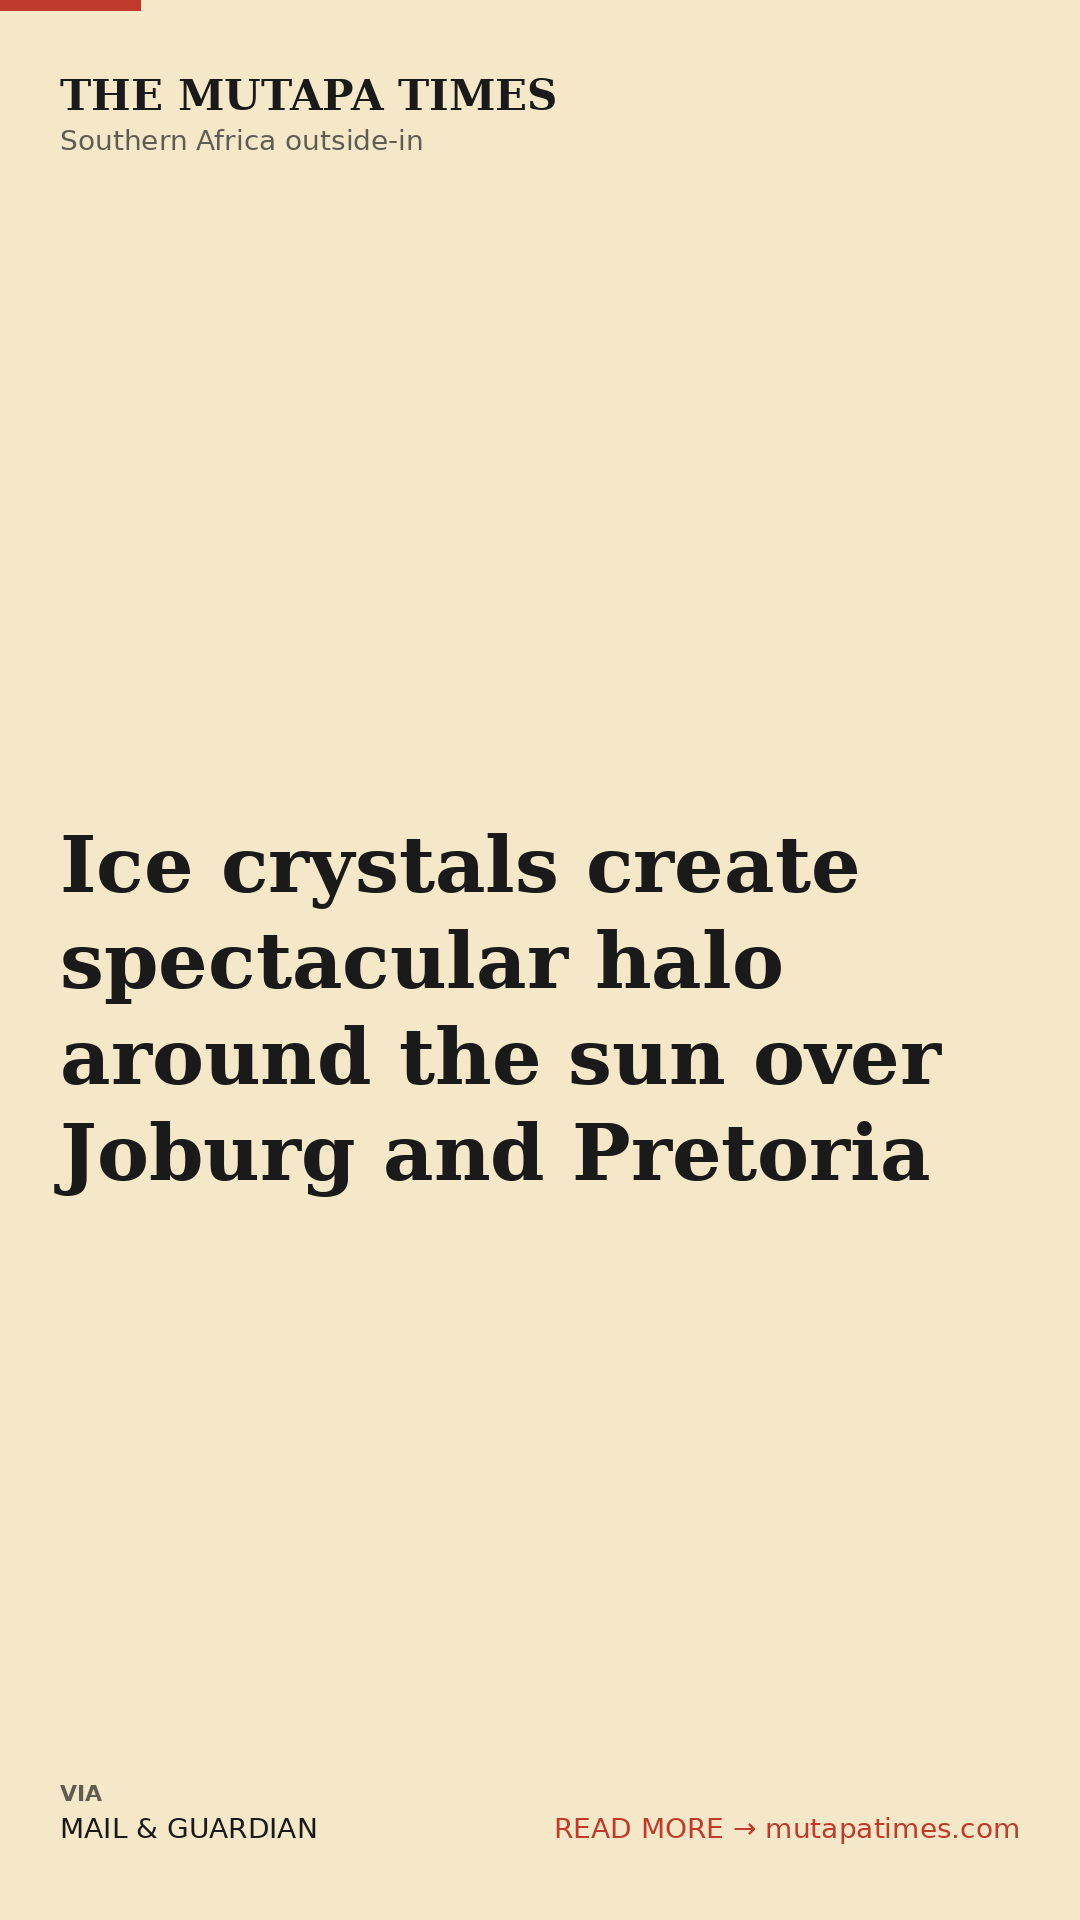 THE MUTAPA TIMES
Southern Africa outside-in
Ice crystals create
spectacular halo
around the sun over
Joburg and Pretoria
VIA
MAIL & GUARDIAN
READ MORE → mutapatimes.com